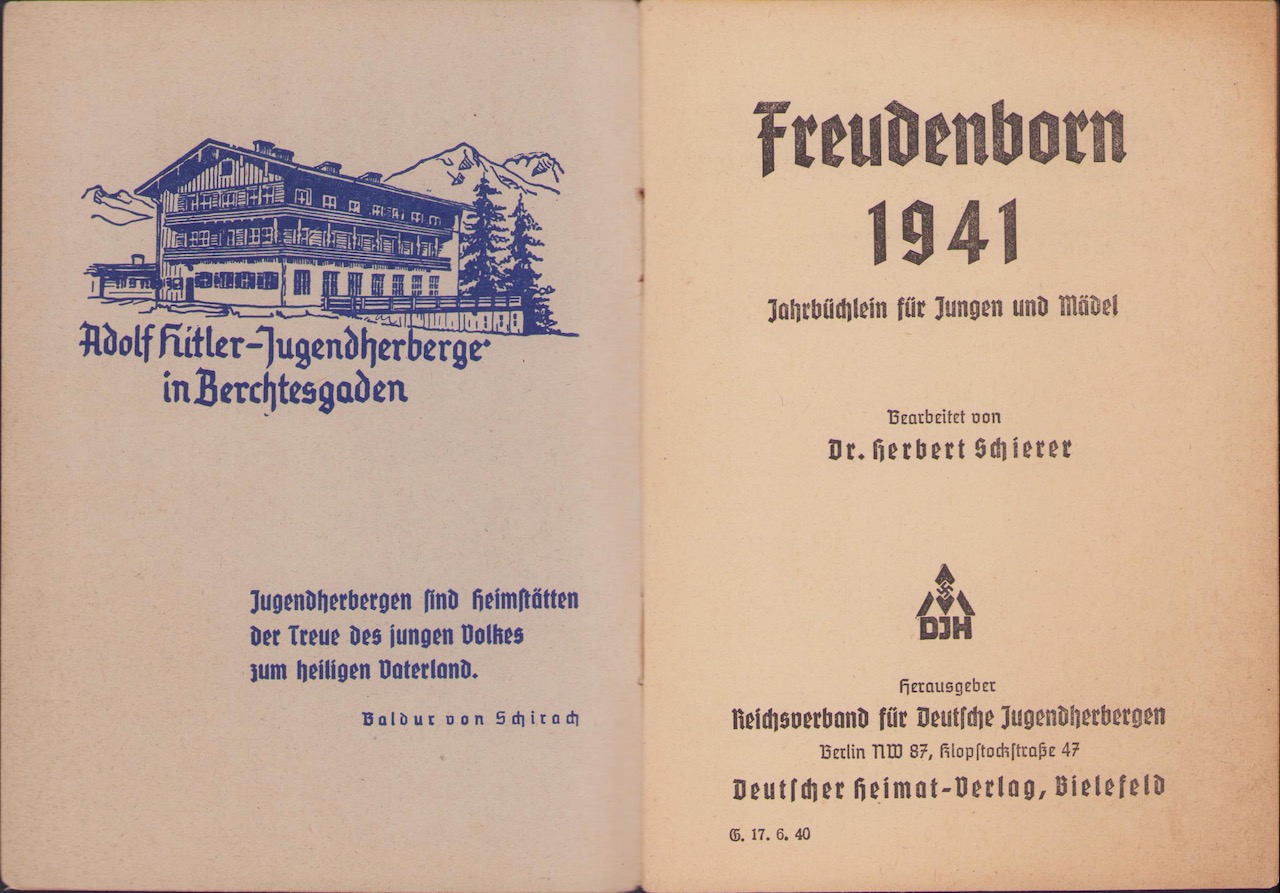 Adolf Hitler-Jugendherberge
in Berchtesgaden
Jugendherbergen sind Heimstätten
der Treue des jungen Volkes
zum heiligen Vaterland.
Baldur von Schirach
Freudenborn
1941
Jahrbüchlein für Jungen und Mädel
Bearbeitet von
Dr. Herbert Schierer
DJH
Herausgeber
Reichsverband für Deutsche Jugendherbergen
Berlin NW 87, Klopstockstraße 47
Deutscher Heimat-Verlag, Bielefeld
G. 17. 6. 40